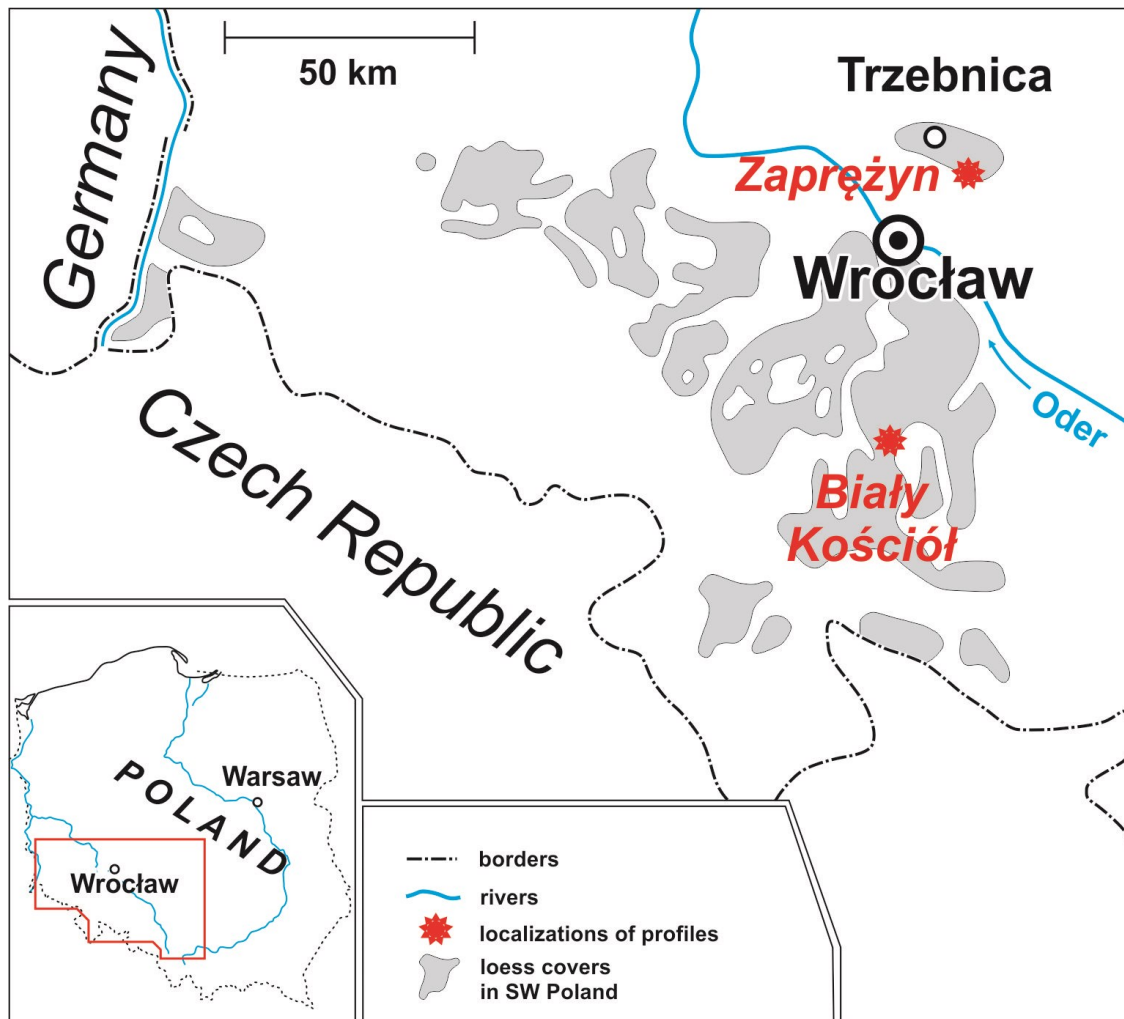 Germany
50 km
Trzebnica
Zaprężyn
Wrocław
Oder
Czech Republic
Biały
Kościół
POLAND
Warsaw
Wrocław
borders
rivers
localizations of profiles
loess covers
in SW Poland